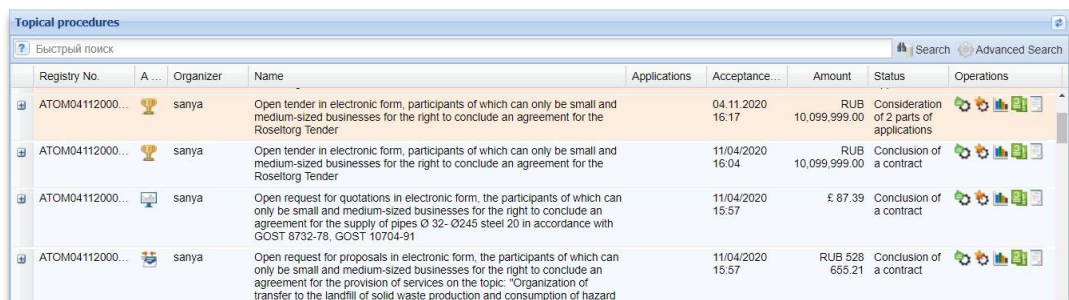 Topical procedures
? Быстрый поиск Search Advanced Search
Registry No. A ... Organizer Name Applications Acceptance... Amount Status Operations
ATOM04112000... sanya Open tender in electronic form, participants of which can only be small and 04.11.2020 RUB Consideration
medium-sized businesses for the right to conclude an agreement for the 16:17 10,099,999.00 of 2 parts of
Roseltorg Tender applications
ATOM04112000... sanya Open tender in electronic form, participants of which can only be small and 11/04/2020 RUB Conclusion of
medium-sized businesses for the right to conclude an agreement for the 16:04 10,099,999.00 a contract
Roseltorg Tender
ATOM04112000... sanya Open request for quotations in electronic form, the participants of which can 11/04/2020 £ 87.39 Conclusion of
only be small and medium-sized businesses for the right to conclude an 15:57 a contract
agreement for the supply of pipes Ø 32- Ø245 steel 20 in accordance with
GOST 8732-78, GOST 10704-91
ATOM04112000... sanya Open request for proposals in electronic form, the participants of which can 11/04/2020 RUB 528 Conclusion of
only be small and medium-sized businesses for the right to conclude an 15:57 655.21 a contract
agreement for the provision of services on the topic: "Organization of
transfer to the landfill of solid waste production and consumption of hazard